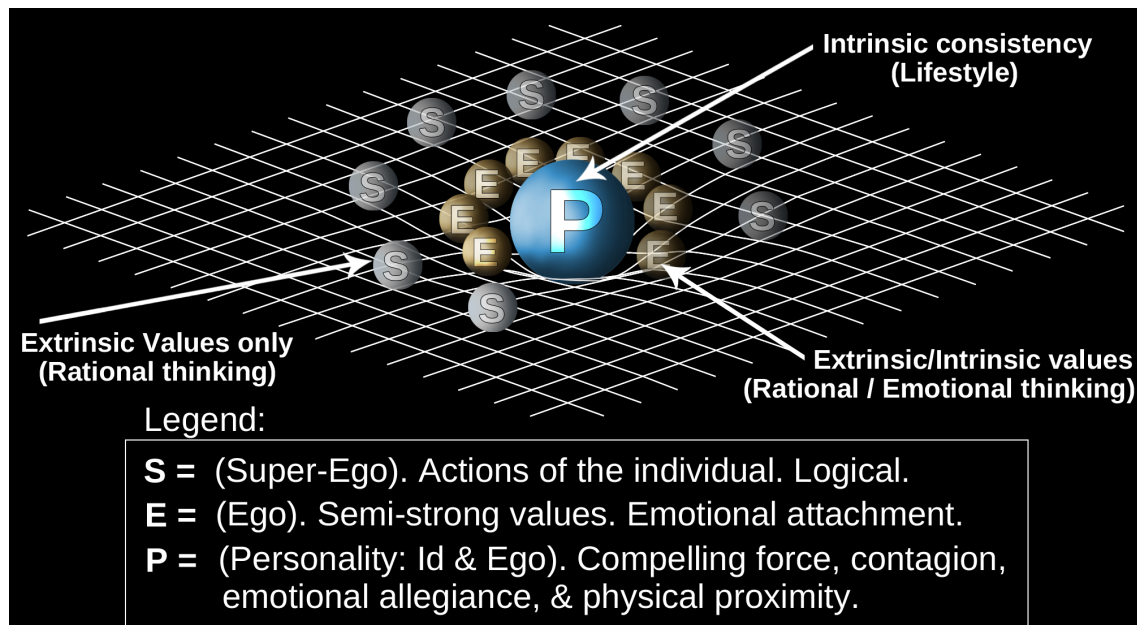 Intrinsic consistency
(Lifestyle)
S
S
S
S
S
S
S
S
S
E
E
E
E
E
E
E
E
P
Extrinsic Values only
(Rational thinking)
Extrinsic/Intrinsic values
(Rational / Emotional thinking)
Legend:
S = (Super-Ego). Actions of the individual. Logical.
E = (Ego). Semi-strong values. Emotional attachment.
P = (Personality: Id & Ego). Compelling force, contagion,
emotional allegiance, & physical proximity.